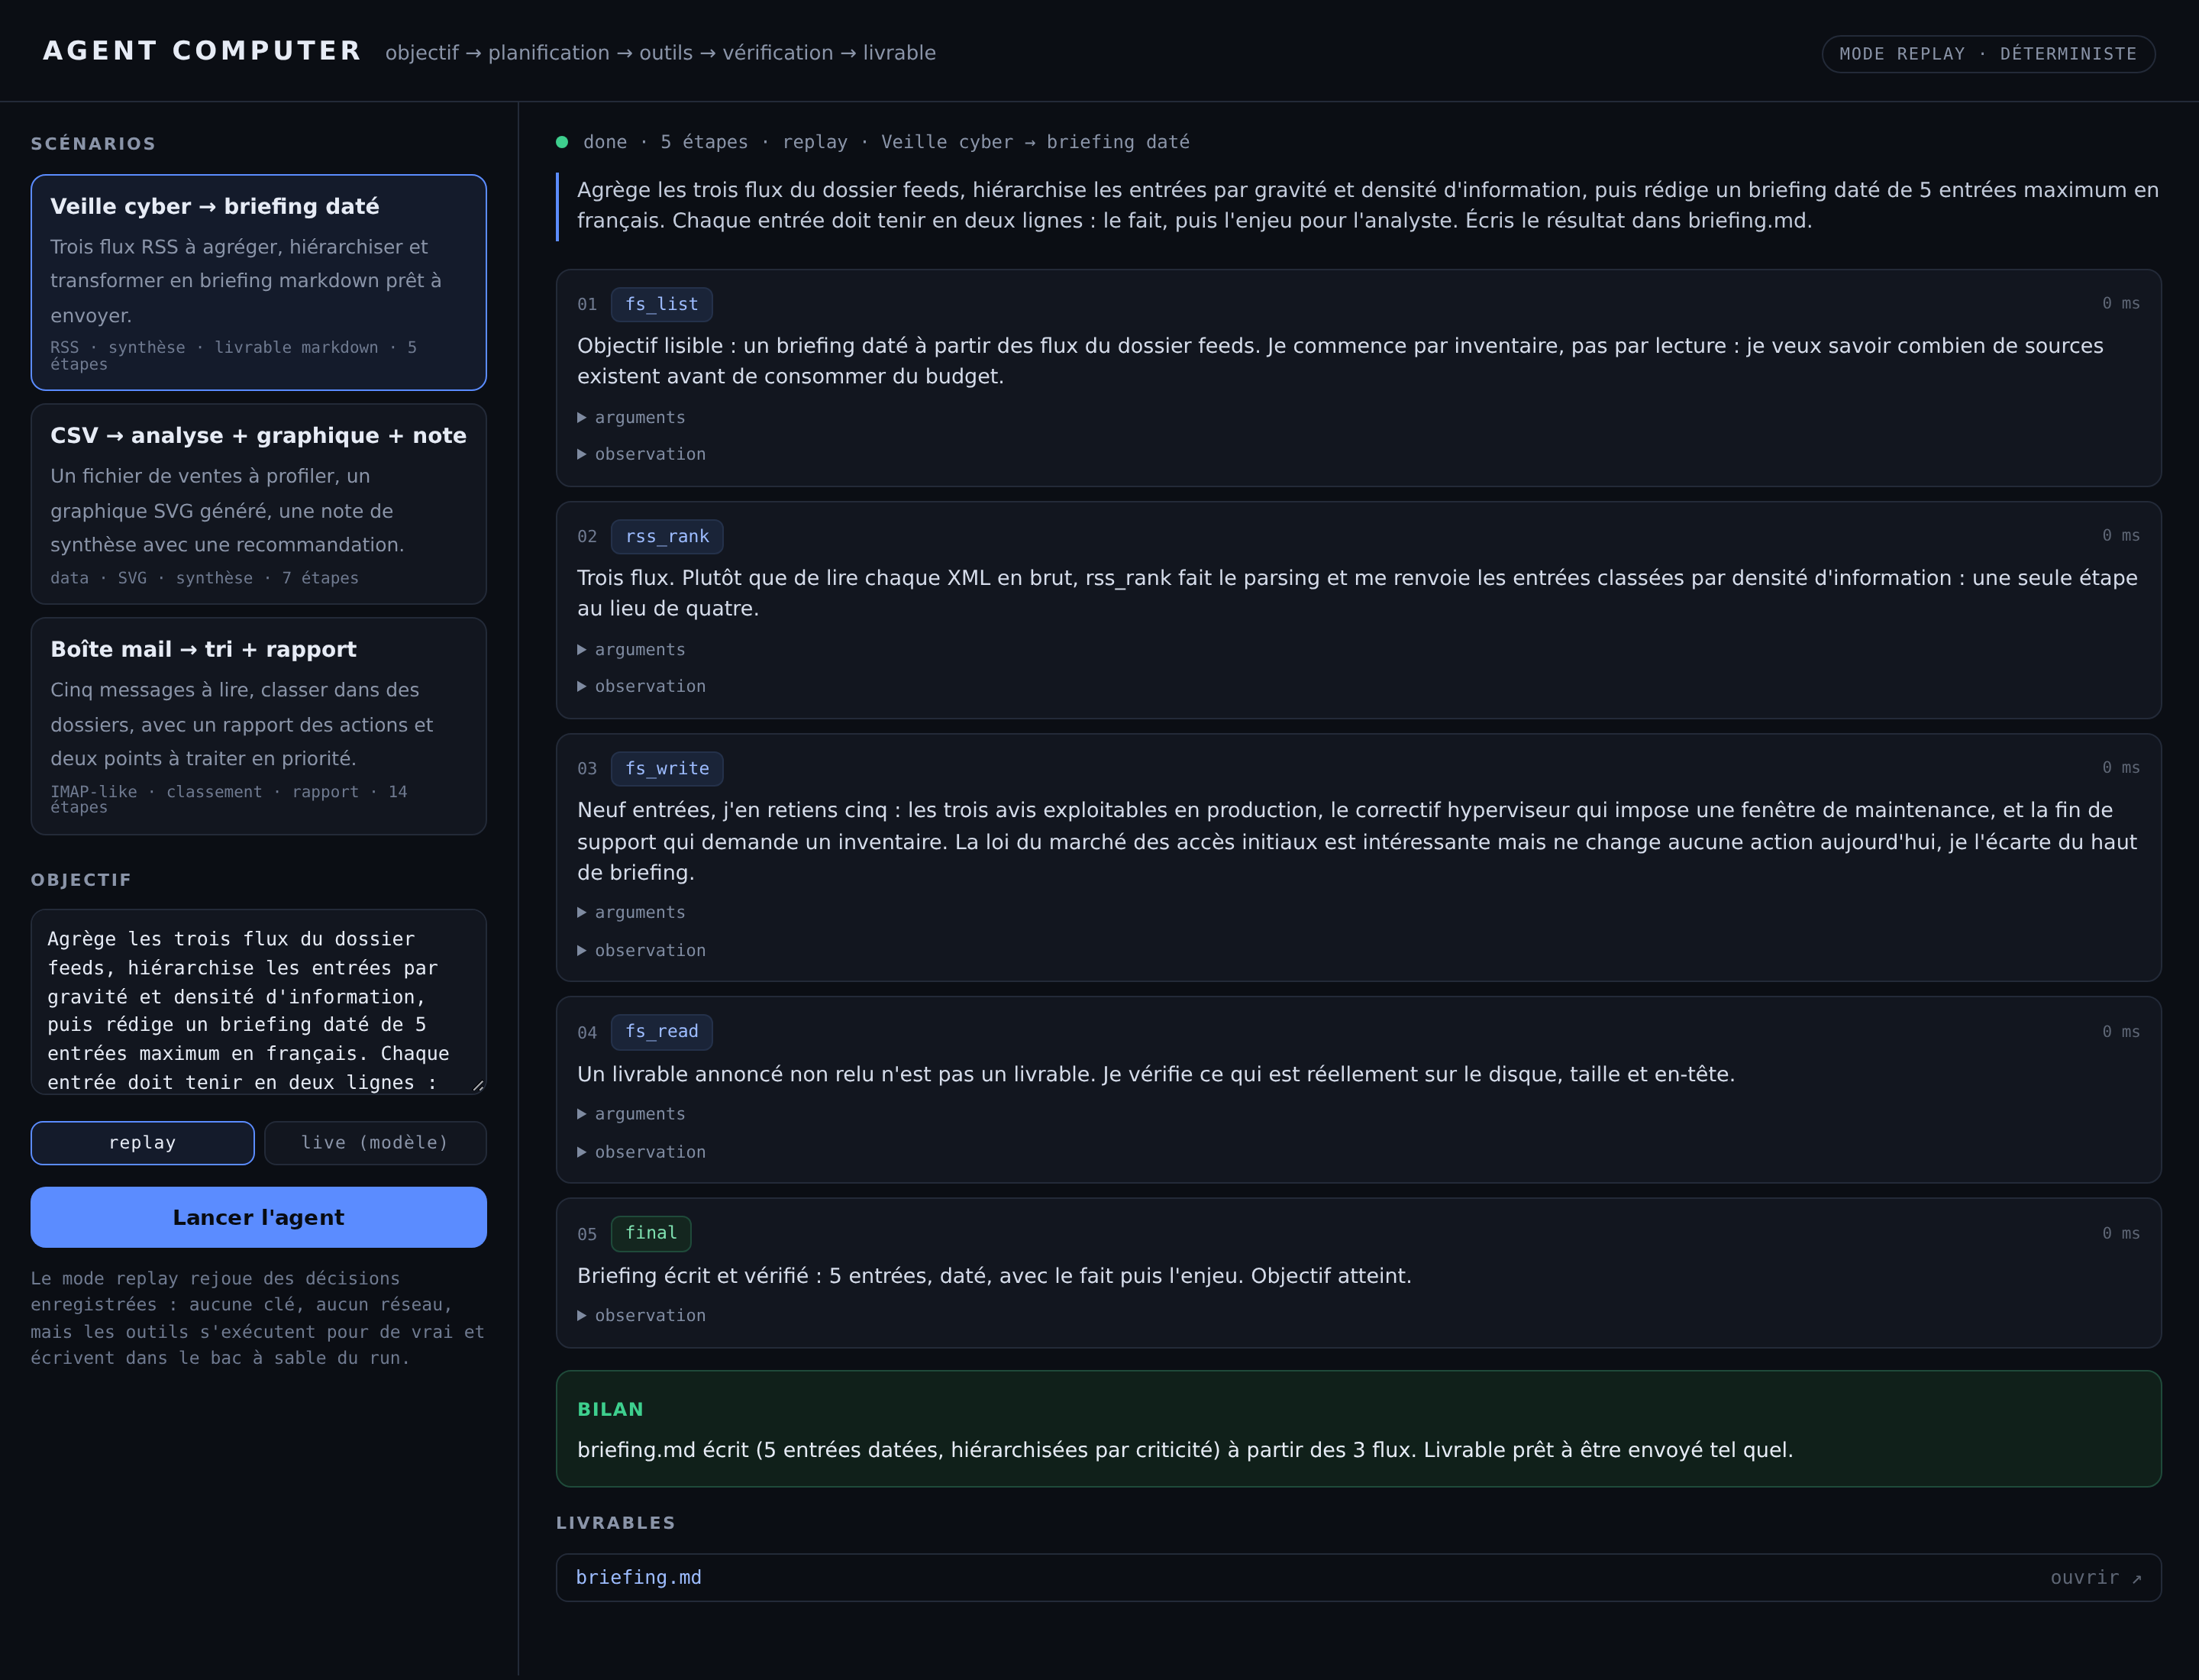 AGENT COMPUTER objectif → planification → outils → vérification → livrable
MODE REPLAY · DÉTERMINISTE
SCÉNARIOS
Veille cyber → briefing daté
Trois flux RSS à agréger, hiérarchiser et
transformer en briefing markdown prêt à
envoyer.
RSS · synthèse · livrable markdown · 5
étapes
CSV → analyse + graphique + note
Un fichier de ventes à profiler, un
graphique SVG généré, une note de
synthèse avec une recommandation.
data · SVG · synthèse · 7 étapes
Boîte mail → tri + rapport
Cinq messages à lire, classer dans des
dossiers, avec un rapport des actions et
deux points à traiter en priorité.
IMAP-like · classement · rapport · 14
étapes
OBJECTIF
Agrège les trois flux du dossier
feeds, hiérarchise les entrées par
gravité et densité d'information,
puis rédige un briefing daté de 5
entrées maximum en français. Chaque
entrée doit tenir en deux lignes :
replay
live (modèle)
Lancer l'agent
Le mode replay rejoue des décisions
enregistrées : aucune clé, aucun réseau,
mais les outils s'exécutent pour de vrai et
écrivent dans le bac à sable du run.
done · 5 étapes · replay · Veille cyber → briefing daté
Agrège les trois flux du dossier feeds, hiérarchise les entrées par gravité et densité d'information, puis rédige un briefing daté de 5 entrées maximum en
français. Chaque entrée doit tenir en deux lignes : le fait, puis l'enjeu pour l'analyste. Écris le résultat dans briefing.md.
01 fs_list 0 ms
Objectif lisible : un briefing daté à partir des flux du dossier feeds. Je commence par inventaire, pas par lecture : je veux savoir combien de sources
existent avant de consommer du budget.
▶ arguments
▶ observation
02 rss_rank 0 ms
Trois flux. Plutôt que de lire chaque XML en brut, rss_rank fait le parsing et me renvoie les entrées classées par densité d'information : une seule étape
au lieu de quatre.
▶ arguments
▶ observation
03 fs_write 0 ms
Neuf entrées, j'en retiens cinq : les trois avis exploitables en production, le correctif hyperviseur qui impose une fenêtre de maintenance, et la fin de
support qui demande un inventaire. La loi du marché des accès initiaux est intéressante mais ne change aucune action aujourd'hui, je l'écarte du haut
de briefing.
▶ arguments
▶ observation
04 fs_read 0 ms
Un livrable annoncé non relu n'est pas un livrable. Je vérifie ce qui est réellement sur le disque, taille et en-tête.
▶ arguments
▶ observation
05 final 0 ms
Briefing écrit et vérifié : 5 entrées, daté, avec le fait puis l'enjeu. Objectif atteint.
▶ observation
BILAN
briefing.md écrit (5 entrées datées, hiérarchisées par criticité) à partir des 3 flux. Livrable prêt à être envoyé tel quel.
LIVRABLES
briefing.md ouvrir ↗